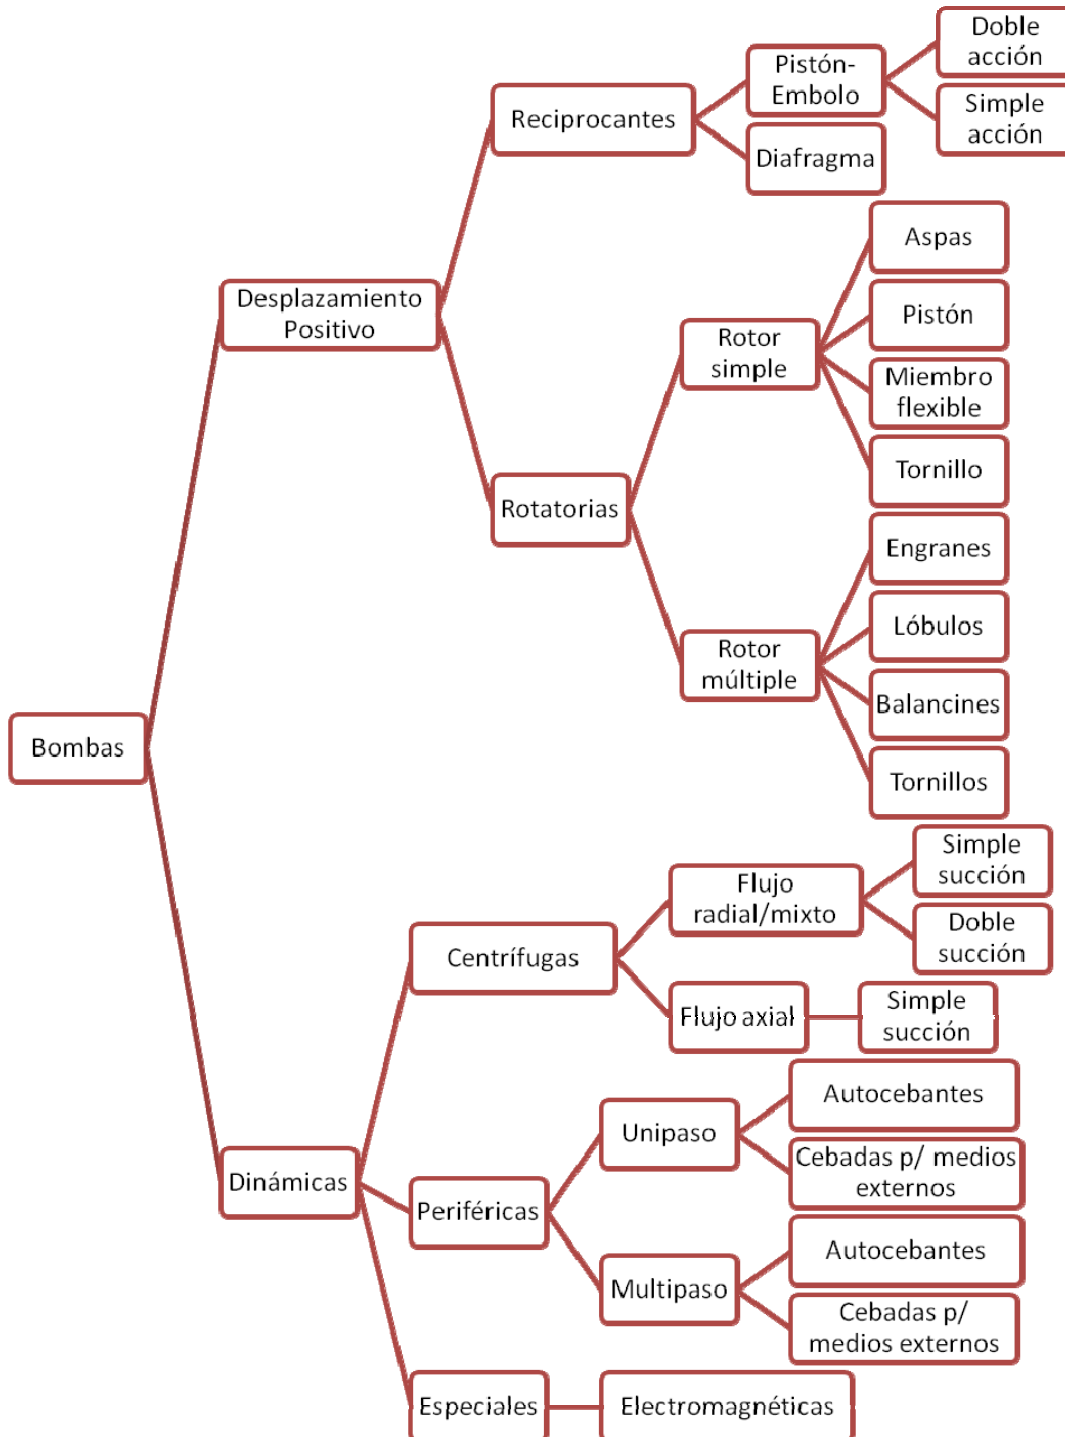 Doble
acción
Pistón-
Embolo
Simple
acción
Reciprocantes
Diafragma
Aspas
Desplazamiento
Positivo
Pistón
Rotor
simple
Miembro
flexible
Tornillo
Rotatorias
Engranes
Lóbulos
Rotor
múltiple
Balancines
Bombas
Tornillos
Simple
succión
Flujo
radial/mixto
Doble
succión
Centrífugas
Flujo axial
Simple
succión
Autocebantes
Unipaso
Cebadas p/ medios
externos
Dinámicas
Periféricas
Autocebantes
Multipaso
Cebadas p/
medios externos
Especiales
Electromagnéticas